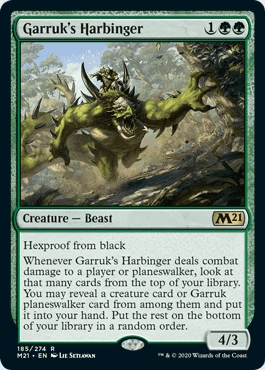 Garruk's Harbinger 1
Creature — Beast M21
Hexproof from black
Whenever Garruk's Harbinger deals combat
damage to a player or planeswalker, look at
that many cards from the top of your library.
You may reveal a creature card or Garruk
planeswalker card from among them and put
it into your hand. Put the rest on the bottom
of your library in a random order.
4/3
185/274 R
M21 • EN Lie Setiawan ™ & © 2020 Wizards of the Coast